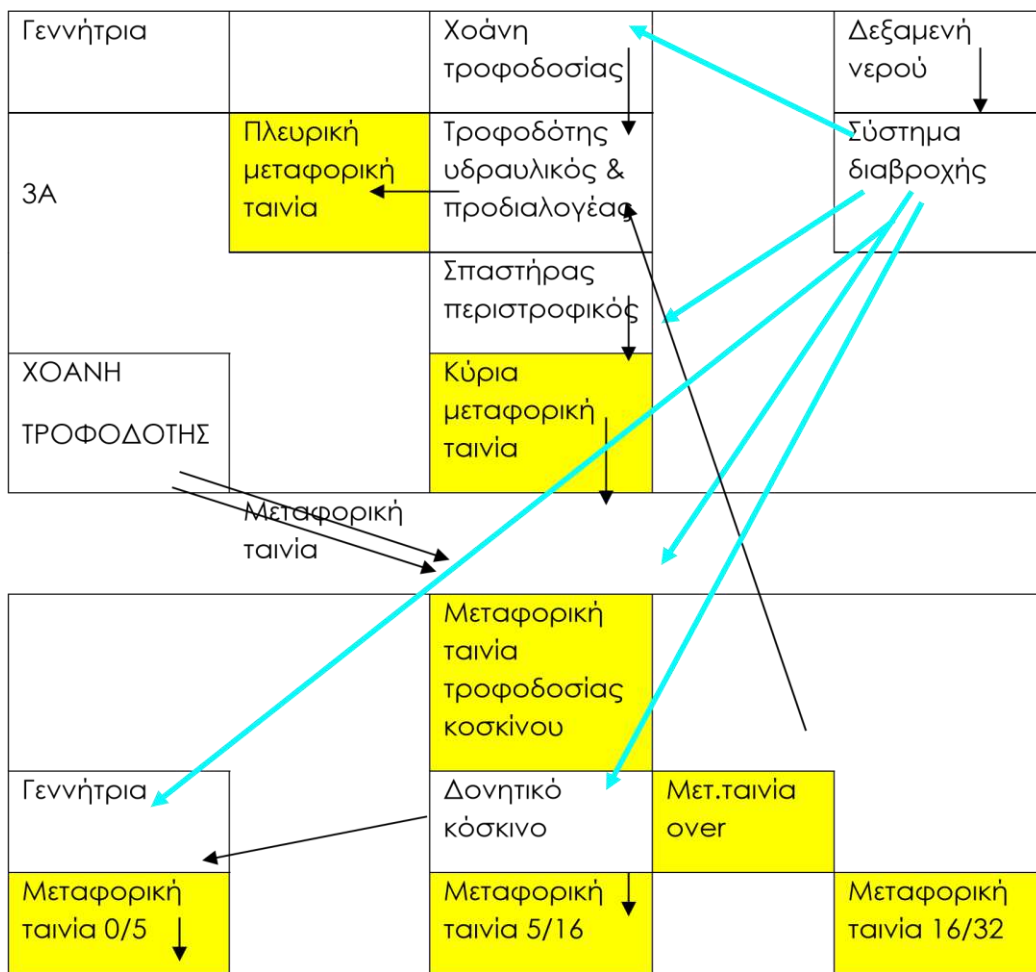 Γεννήτρια
Χοάνη
τροφοδοσίας
Δεξαμενή
νερού
3Α
Πλευρική
μεταφορική
ταινία
Τροφοδότης
υδραυλικός &
προδιαλογέας
Σύστημα
διαβροχής
Σπαστήρας
περιστροφικός
ΧΟΑΝΗ
ΤΡΟΦΟΔΟΤΗΣ
Κύρια
μεταφορική
ταινία
Μεταφορική
ταινία
Μεταφορική
ταινία
τροφοδοσίας
κοσκίνου
Γεννήτρια
Δονητικό
κόσκινο
Μετ.ταινία
over
Μεταφορική
ταινία 0/5
Μεταφορική
ταινία 5/16
Μεταφορική
ταινία 16/32